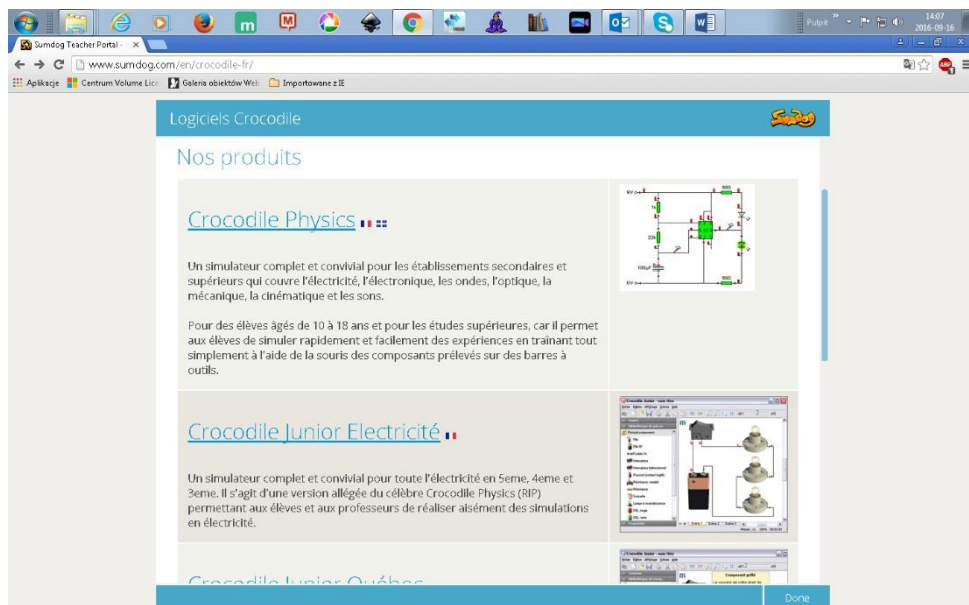 Pulpit
14:07
2016-09-16
Sumdog Teacher Portal -
www.sumdog.com/en/crocodile-fr/
Aplikacje
Centrum Volume Lice
Galeria obiektów Web
Importowane z IE
Logiciels Crocodile
Sumdog
Nos produits
Crocodile Physics
Un simulateur complet et convivial pour les établissements secondaires et
supérieurs qui couvre l'électricité, l'électronique, les ondes, l'optique, la
mécanique, la cinématique et les sons.
Pour des élèves âgés de 10 à 18 ans et pour les études supérieures, car il permet
aux élèves de simuler rapidement et facilement des expériences en traînant tout
simplement à l'aide de la souris des composants prélevés sur des barres à
outils.
Crocodile Junior Electricité
Un simulateur complet et convivial pour toute l'électricité en 5eme, 4eme et
3eme. Il s'agit d'une version allégée du célèbre Crocodile Physics (RIP)
permettant aux élèves et aux professeurs de réaliser aisément des simulations
en électricité.
Crocodile Junior Québec
Done